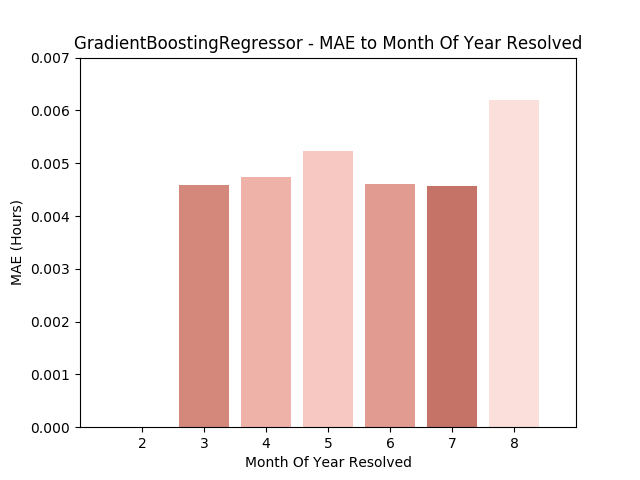 GradientBoostingRegressor - MAE to Month Of Year Resolved
0.007
0.006
0.005
0.004
0.003
0.002
0.001
0.000
MAE (Hours)
2 3 4 5 6 7 8
Month Of Year Resolved